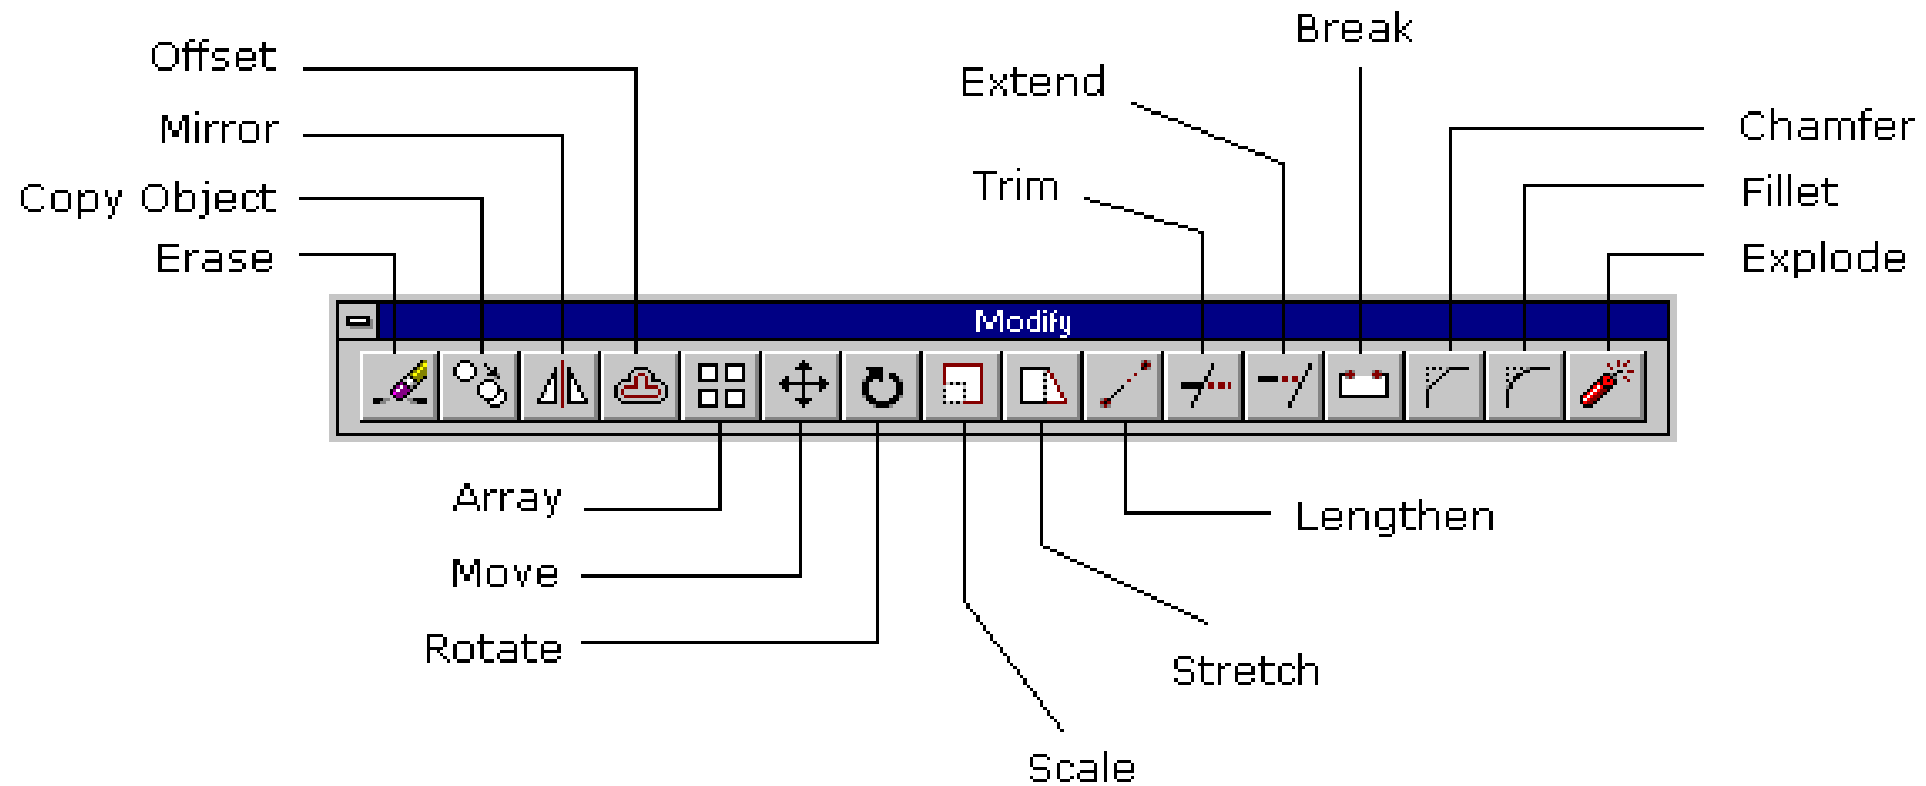 Break
Offset
Extend
Mirror
Chamfer
Trim
Fillet
Copy Object
Erase
Explode
Modify
Array
Lengthen
Move
Rotate
Stretch
Scale